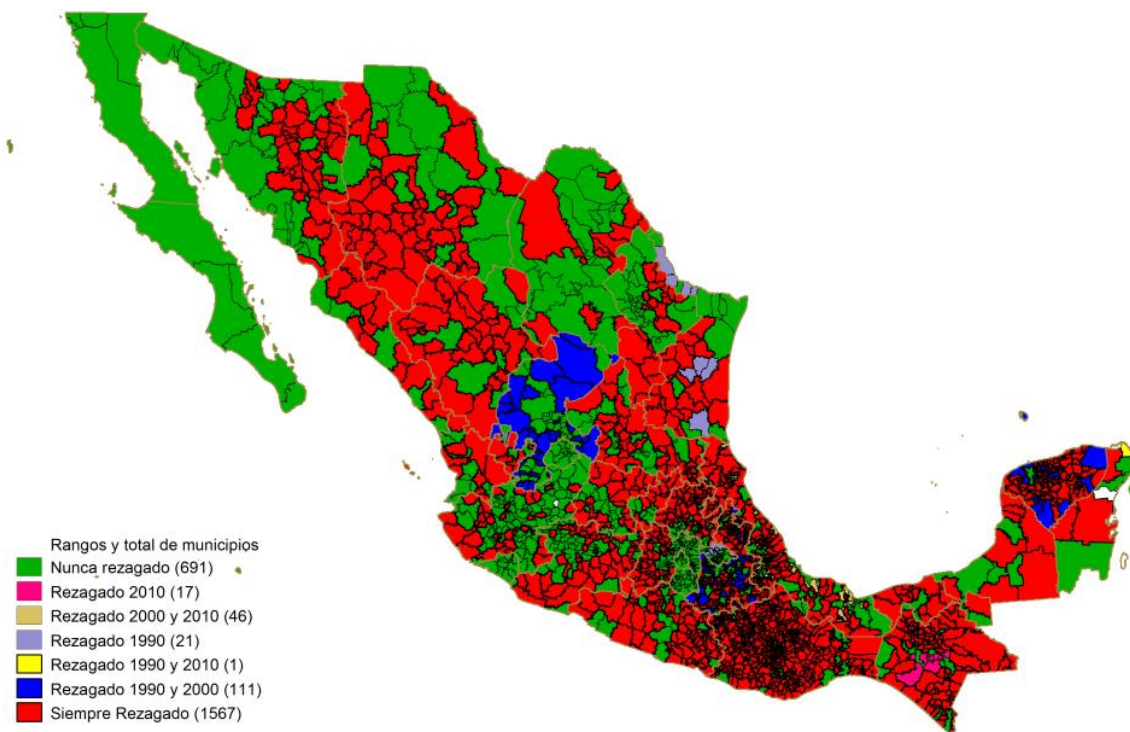 Rangos y total de municipios
Nunca rezagado (691)
Rezagado 2010 (17)
Rezagado 2000 y 2010 (46)
Rezagado 1990 (21)
Rezagado 1990 y 2010 (1)
Rezagado 1990 y 2000 (111)
Siempre Rezagado (1567)